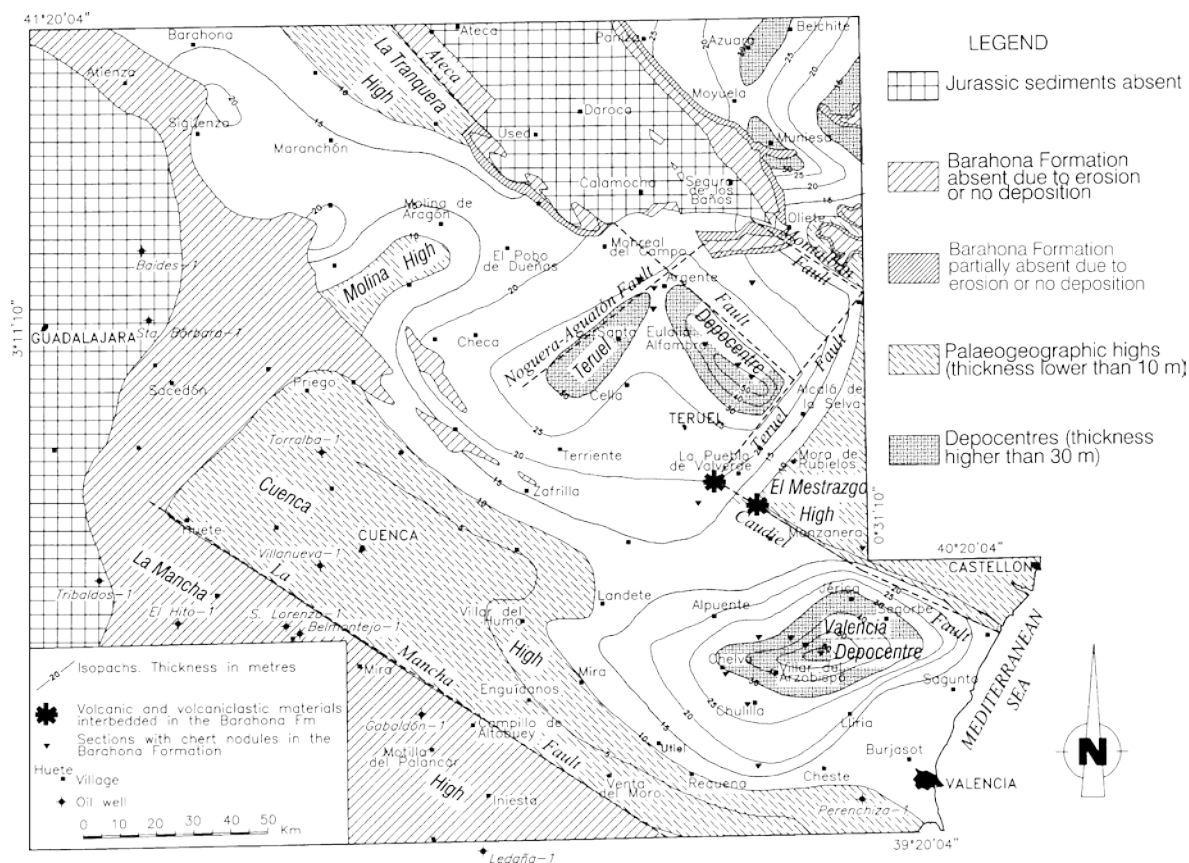 41°20'04"
3°11'10"
Barahona
Atienza
Sigüenza
Maranchón
20
15
La Tranquera
High
Ateca
Ateca
10
Used
Daroca
Calamocha
Segura
de los
Baños
Paniza
Azuara
Belchite
Moyuela
Muniesa
Oliete
Montalbán
Fault
Molina de
Aragón
Molina High
El Pobo
de Dueñas
Monreal
del Campo
Argente
Noguera-Aguatón Fault
Checa
Santa Eulalia
Teruel
Alfambra
Depocentre
Fault
Cella
TERUEL
Teruel
Fault
Alcalá de
la Selva
La Puebla
de Valverde
Mora de
Rubielos
El Mestrazgo
High
Manzanera
Caudiel
Fault
0°31'10"
40°20'04"
CASTELLON
Terriente
Zafrilla
Baides-1
GUADALAJARA
Sta. Bárbara-1
Sacedón
Priego
Torralba-1
Cuenca
CUENCA
Villanueva-1
Huete
La Mancha
High
Tribaldos-1
El Hito-1
S. Lorenzo-1
Belmontejo-1
La
Mancha
Fault
Villar del
Humo
High
Landete
Mira
Mira
Enguídanos
Gabaldón-1
Campillo de
Altobuey
Motilla
del Palancar
Iniesta
Ledaña-1
Venta
del Moro
Utiel
Requena
Alpuente
Jérica
Segorbe
Valencia
Depocentre
Chelva
Villar del
Arzobispo
Chulilla
Lliria
Sagunto
Burjasot
Cheste
VALENCIA
Perenchiza-1
39°20'04"
MEDITERRANEAN
SEA
N
LEGEND
Jurassic sediments absent
Barahona Formation
absent due to erosion
or no deposition
Barahona Formation
partially absent due to
erosion or no deposition
Palaeogeographic highs
(thickness lower than 10 m)
Depocentres (thickness
higher than 30 m)
20 Isopachs. Thickness in metres
Volcanic and volcaniclastic materials
interbedded in the Barahona Fm
Sections with chert nodules in the
Barahona Formation
Huete
Village
Oil well
0 10 20 30 40 50
Km